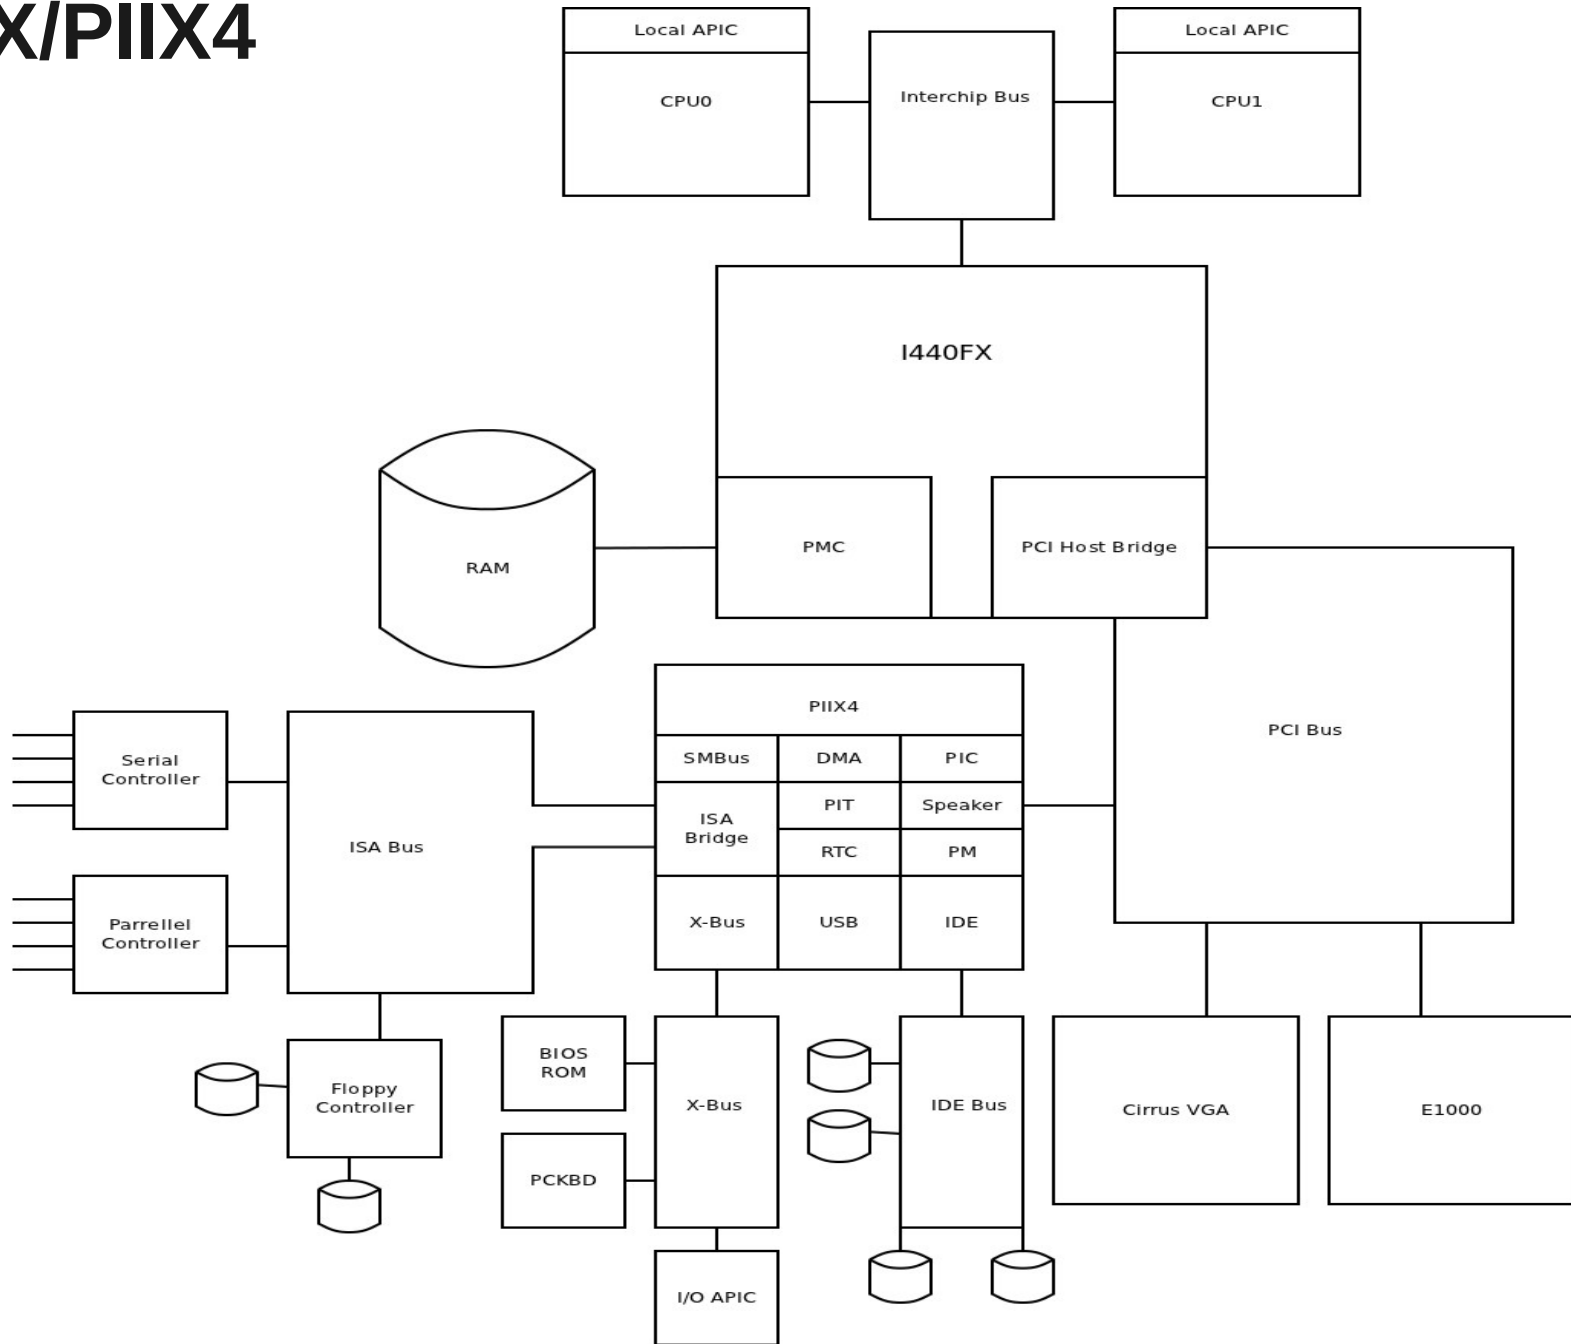 X/PIIX4
Local APIC
Local APIC
CPU0
Interchip Bus
CPU1
I440FX
PMC
PCI Host Bridge
RAM
PCI Bus
PIIX4
SMBus
DMA
PIC
ISA
Bridge
PIT
Speaker
RTC
PM
X-Bus
USB
IDE
Serial
Controller
ISA Bus
Parrellel
Controller
Floppy
Controller
BIOS
ROM
X-Bus
PCKBD
I/O APIC
IDE Bus
Cirrus VGA
E1000